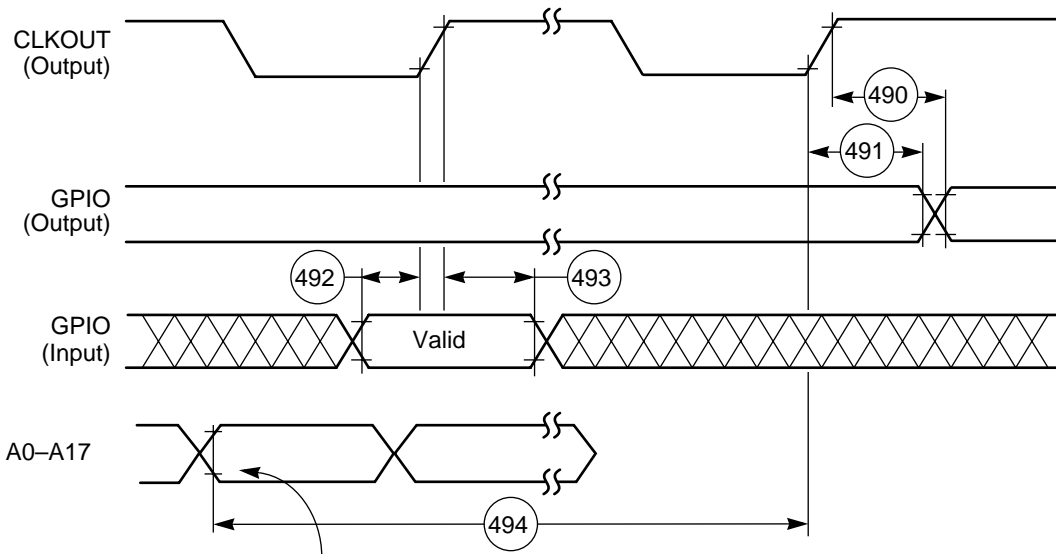 CLKOUT
(Output)
490
491
GPIO
(Output)
492
493
GPIO
(Input)
Valid
A0–A17
494